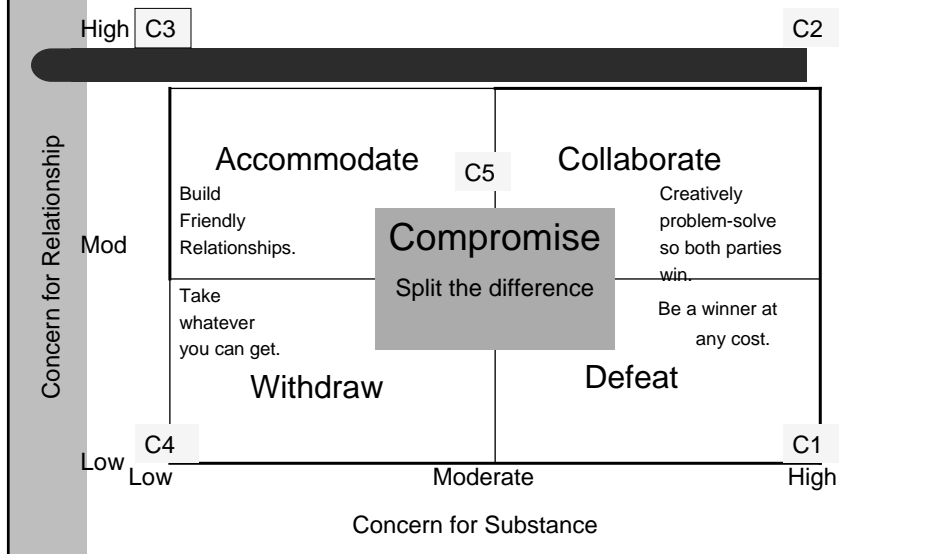 High C3 C2
Accommodate
Collaborate
C5
Build
Friendly
Relationships.
Creatively
problem-solve
so both parties
win.
Concern for Relationship
Mod
Compromise
Split the difference
Take
whatever
you can get.
Be a winner at
any cost.
Withdraw
Defeat
C4
C1
Low
Low
Moderate
High
Concern for Substance